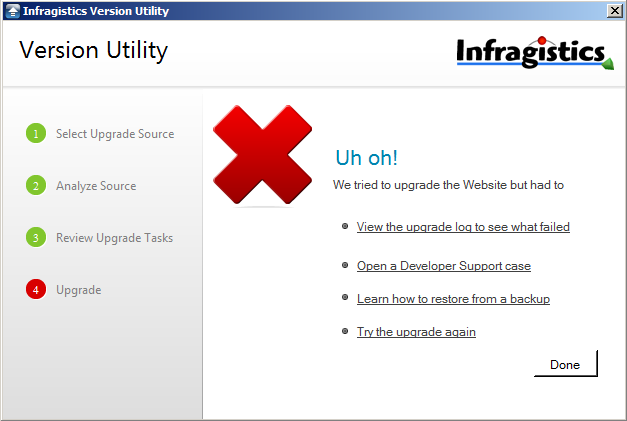 Infragistics Version Utility
Version Utility
Infragistics
1 Select Upgrade Source
2 Analyze Source
3 Review Upgrade Tasks
4 Upgrade
Uh oh!
We tried to upgrade the Website but had to
View the upgrade log to see what failed
Open a Developer Support case
Learn how to restore from a backup
Try the upgrade again
Done